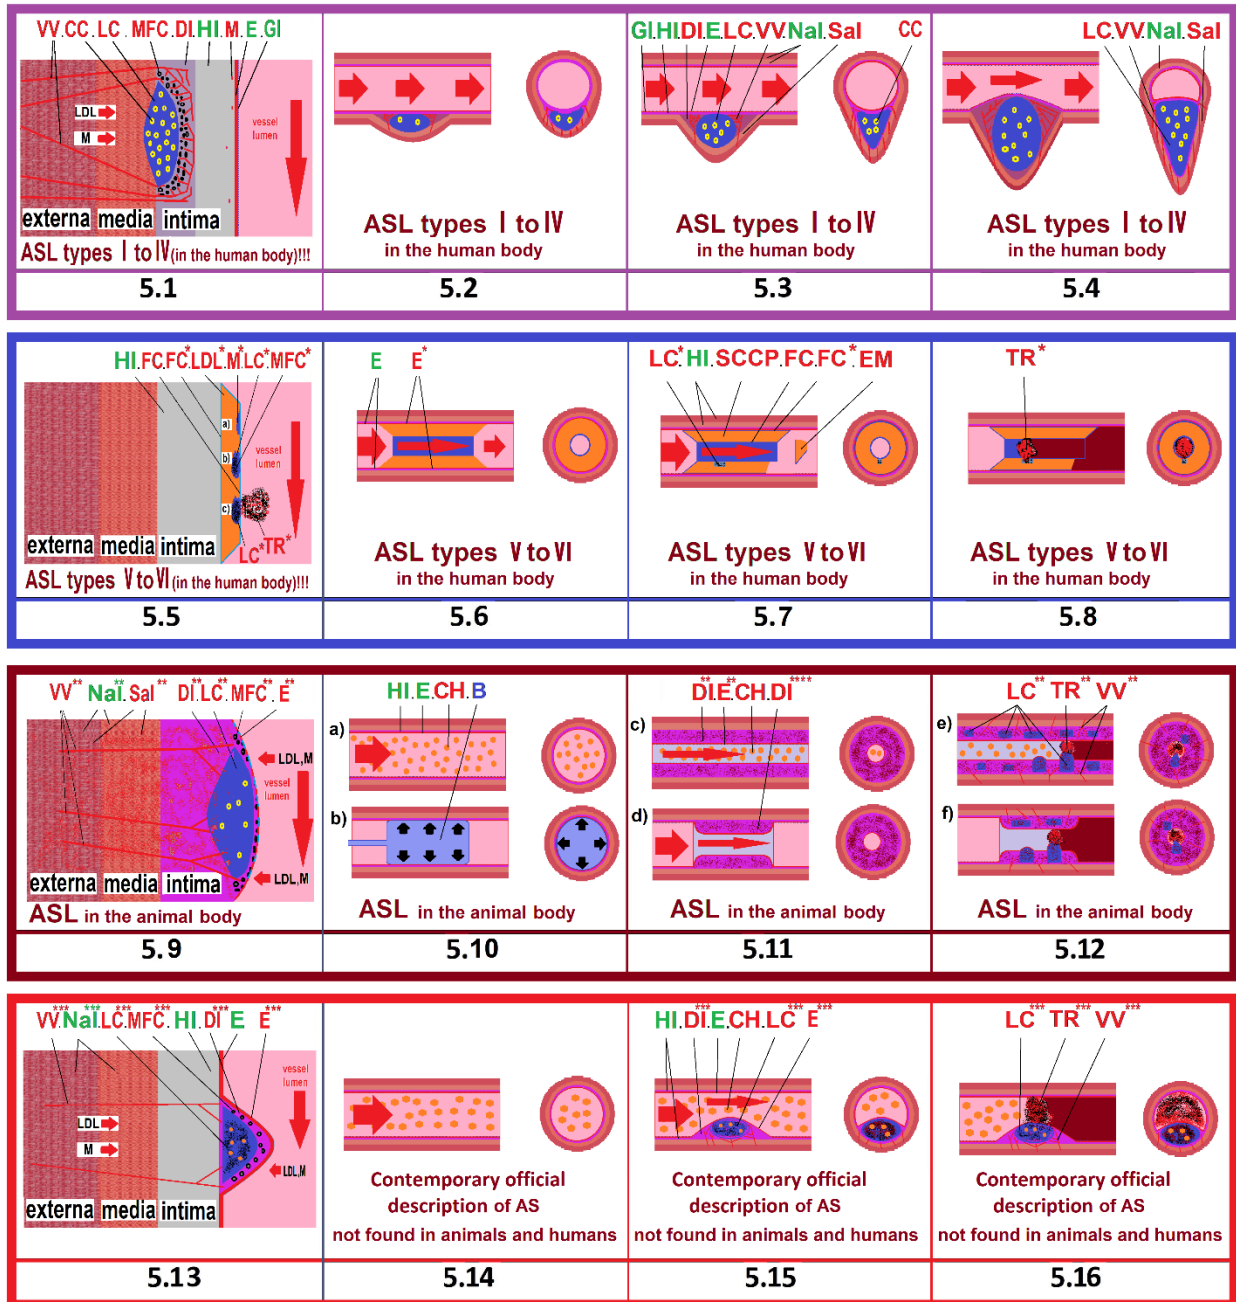 VV.CC.LC.MFC.DI.HI.M.E.GI
LDL
M
vessel
lumen
externa media intima
ASL types I to IV (in the human body)!!!
5.1
ASL types I to IV
in the human body
5.2
GI.HI.DI.E.LC.VV.NaI.SaI CC
ASL types I to IV
in the human body
5.3
LC.VV.NaI.SaI
ASL types I to IV
in the human body
5.4
HI.FC.FC*.LDL*.M*.LC*.MFC*
a)
b)
c)
vessel
lumen
LC* TR*
externa media intima
ASL types V to VI (in the human body)!!!
5.5
E E*
ASL types V to VI
in the human body
5.6
LC*.HI.SCCP.FC.FC*.EM
ASL types V to VI
in the human body
5.7
TR*
ASL types V to VI
in the human body
5.8
VV** NaI**.SaI** DI**.LC**.MFC**.E**
LDL,M
vessel
lumen
LDL,M
externa media intima
ASL in the animal body
5.9
HI.E.CH.B
a)
b)
ASL in the animal body
5.10
DI**.E**.CH.DI****
c)
d)
ASL in the animal body
5.11
LC** TR** VV**
e)
f)
ASL in the animal body
5.12
VV***.NaI***.LC***.MFC***.HI.DI***E E***
vessel
lumen
LDL
M
LDL,M
externa media intima
5.13
Contemporary official
description of AS
not found in animals and humans
5.14
HI.DI***.E.CH.LC***E***
Contemporary official
description of AS
not found in animals and humans
5.15
LC*** TR*** VV***
Contemporary official
description of AS
not found in animals and humans
5.16